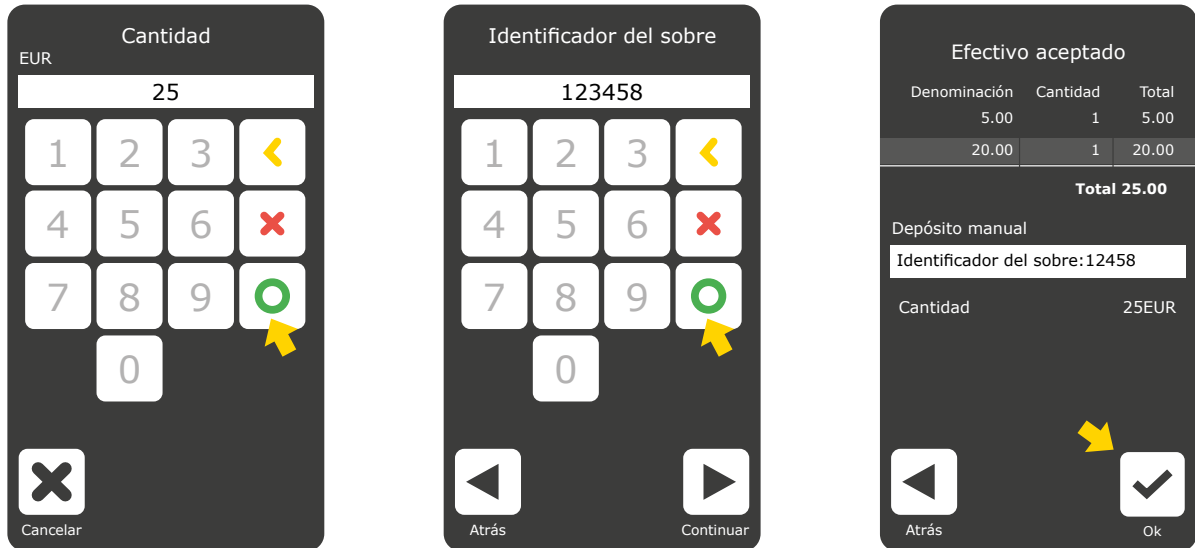 Cantidad
EUR
25
1 2 3
4 5 6
7 8 9
0
Cancelar
Identificador del sobre
123458
1 2 3
4 5 6
7 8 9
0
Atrás Continuar
Efectivo aceptado
Denominación Cantidad Total
5.00 1 5.00
20.00 1 20.00
Total 25.00
Depósito manual
Identificador del sobre:12458
Cantidad 25EUR
Atrás Ok